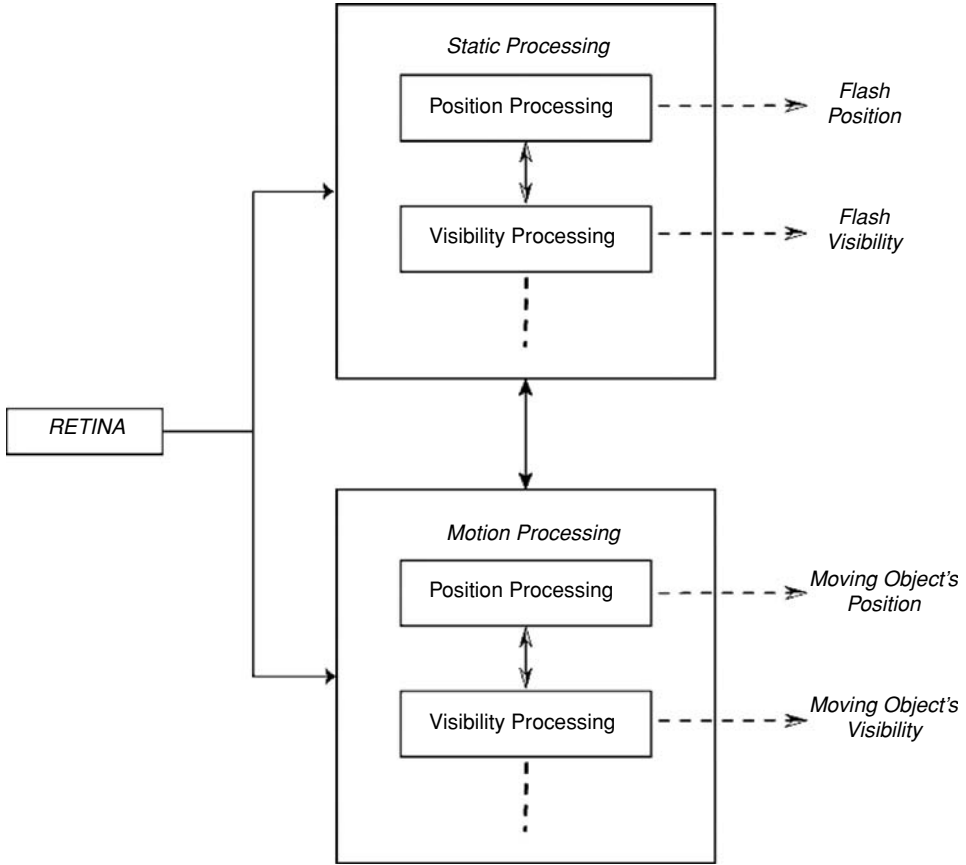 Static Processing
Position Processing
Flash
Position
Visibility Processing
Flash
Visibility
RETINA
Motion Processing
Position Processing
Moving Object's
Position
Visibility Processing
Moving Object's
Visibility